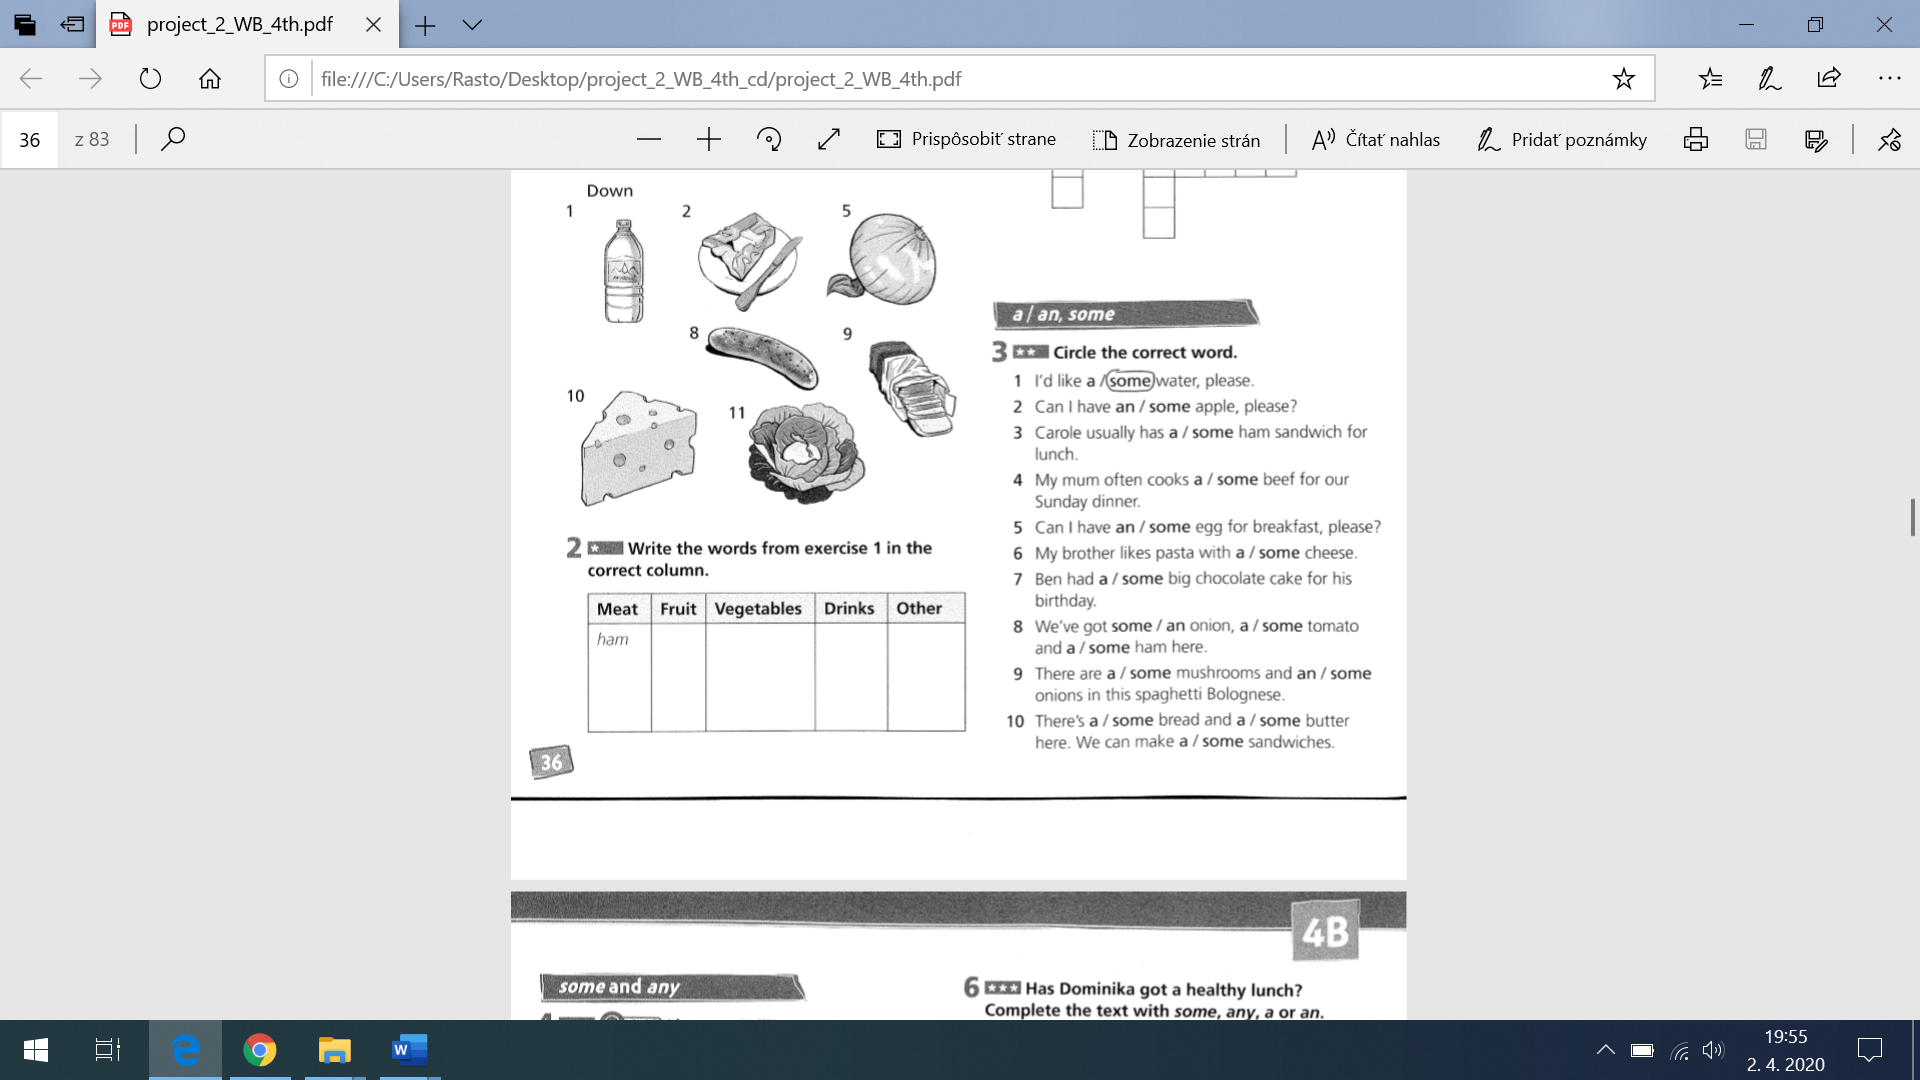 project_2_WB_4th.pdf
file:///C:/Users/Rasto/Desktop/project_2_WB_4th_cd/project_2_WB_4th.pdf
36 z 83
Prispôsobiť strane
Zobrazenie strán
Čítať nahlas
Pridať poznámky
Down
1
2
5
8
9
10
11
2 Write the words from exercise 1 in the
correct column.
Meat Fruit Vegetables Drinks Other
ham
36
a / an, some
3 Circle the correct word.
1 I'd like a / some water, please.
2 Can I have an / some apple, please?
3 Carole usually has a / some ham sandwich for
lunch.
4 My mum often cooks a / some beef for our
Sunday dinner.
5 Can I have an / some egg for breakfast, please?
6 My brother likes pasta with a / some cheese.
7 Ben had a / some big chocolate cake for his
birthday.
8 We've got some / an onion, a / some tomato
and a / some ham here.
9 There are a / some mushrooms and an / some
onions in this spaghetti Bolognese.
10 There's a / some bread and a / some butter
here. We can make a / some sandwiches.
4B
some and any
6 Has Dominika got a healthy lunch?
Complete the text with some, any, a or an.
19:55
2. 4. 2020